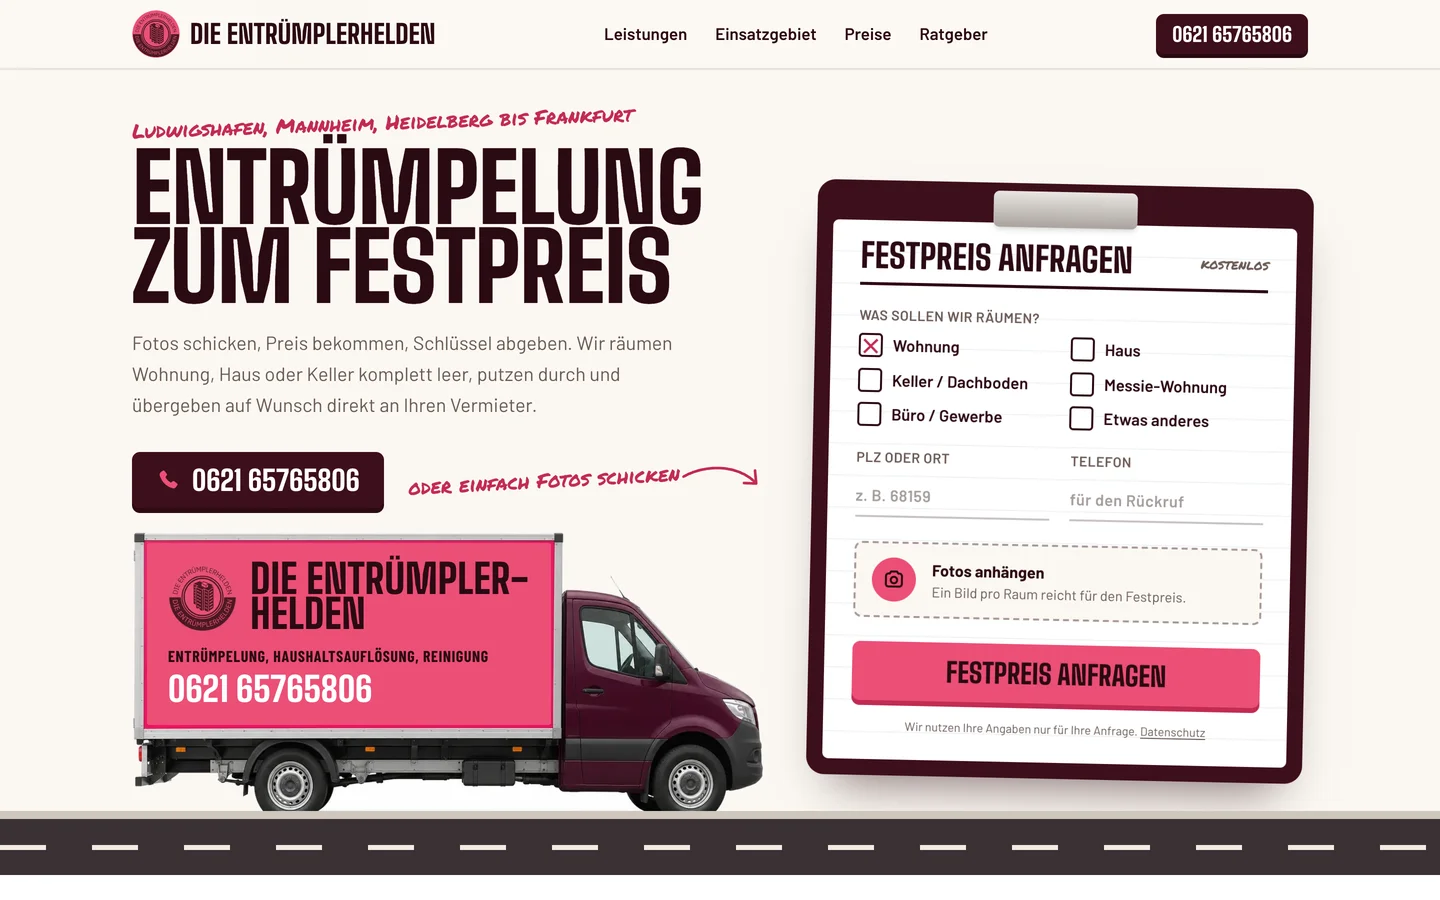 DIE ENTRÜMPLERHELDEN
Leistungen
Einsatzgebiet
Preise
Ratgeber
0621 65765806
Ludwigshafen, Mannheim, Heidelberg bis Frankfurt
ENTRÜMPELUNG
ZUM FESTPREIS
Fotos schicken, Preis bekommen, Schlüssel abgeben. Wir räumen
Wohnung, Haus oder Keller komplett leer, putzen durch und
übergeben auf Wunsch direkt an Ihren Vermieter.
0621 65765806
oder einfach Fotos schicken
DIE ENTRÜMPLERHELDEN
DIE ENTRÜMPLERHELDEN
DIE ENTRÜMPLER-
HELDEN
ENTRÜMPELUNG, HAUSHALTSAUFLÖSUNG, REINIGUNG
0621 65765806
FESTPREIS ANFRAGEN
kostenlos
WAS SOLLEN WIR RÄUMEN?
Wohnung
Haus
Keller / Dachboden
Messie-Wohnung
Büro / Gewerbe
Etwas anderes
PLZ ODER ORT
TELEFON
z. B. 68159
für den Rückruf
Fotos anhängen
Ein Bild pro Raum reicht für den Festpreis.
FESTPREIS ANFRAGEN
Wir nutzen Ihre Angaben nur für Ihre Anfrage. Datenschutz